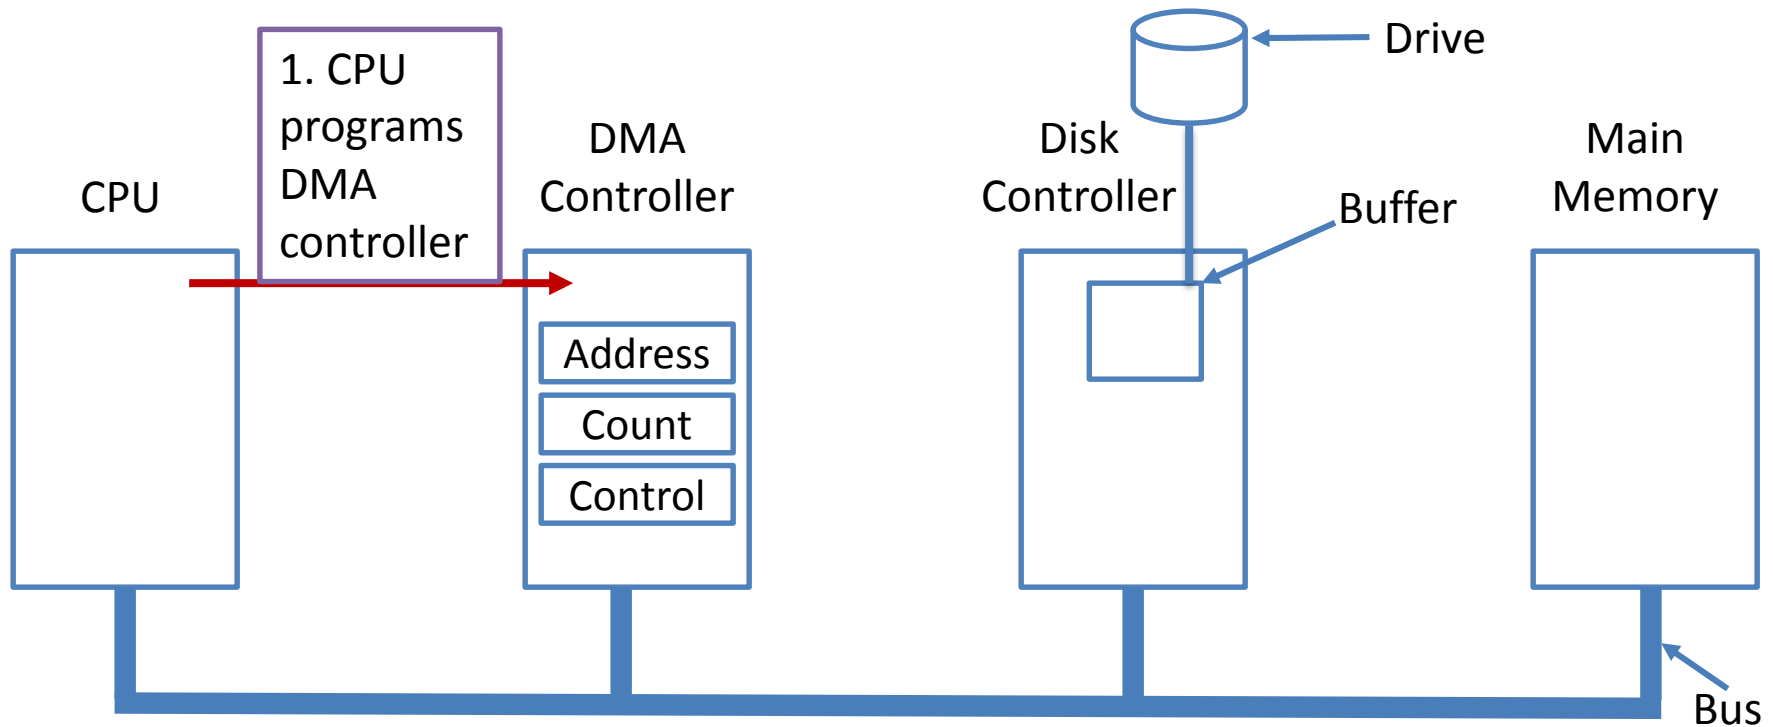 1. CPU
programs
DMA
controller
Drive
DMA
Controller
Disk
Controller
Main
Memory
CPU
Buffer
Address
Count
Control
Bus